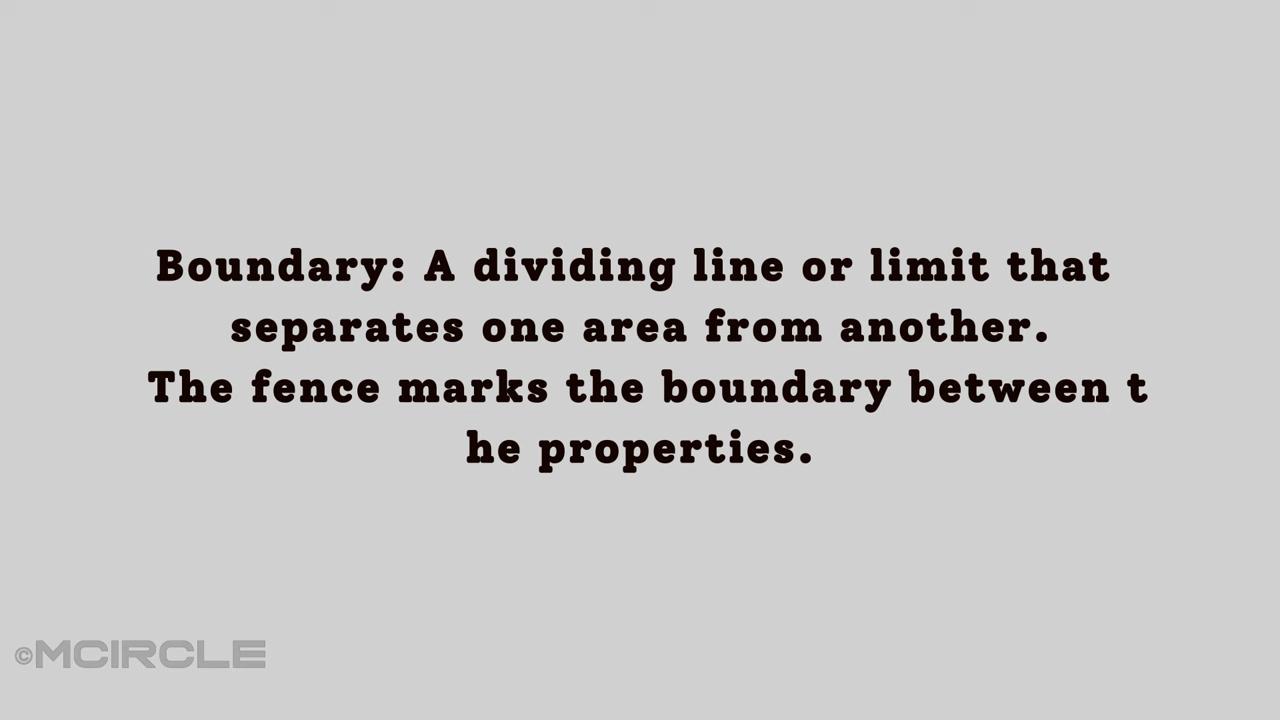 Boundary: A dividing line or limit that
separates one area from another.
The fence marks the boundary between t
he properties.
©MCIRCLE